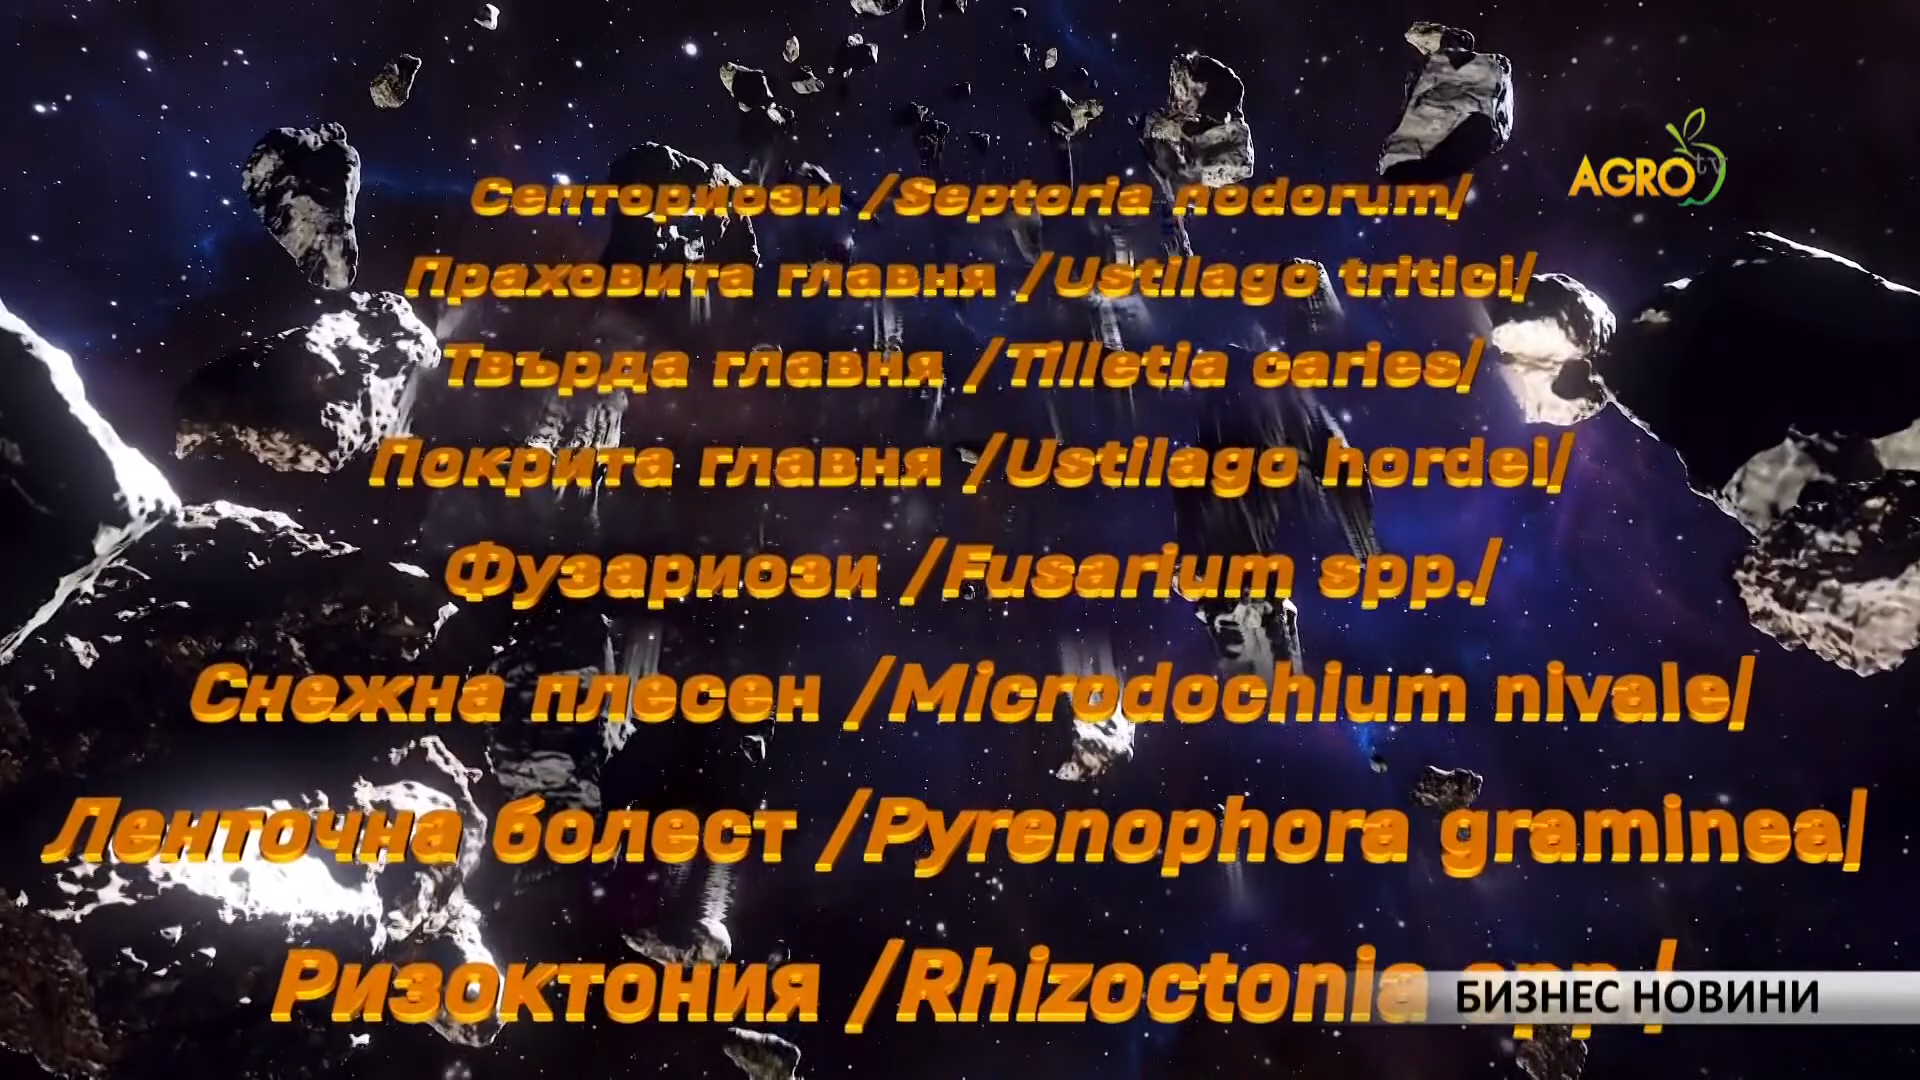 AGRO tv
Септориози /Septoria nodorum/
Праховита главня /Ustilago tritici/
Твърда главня /Tilletia caries/
Покрита главня /Ustilago hordei/
Фузариози /Fusarium spp./
Снежна плесен /Microdochium nivale/
Ленточна болест /Pyrenophora graminea/
Ризоктония /Rhizoctonia spp./
БИЗНЕС НОВИНИ